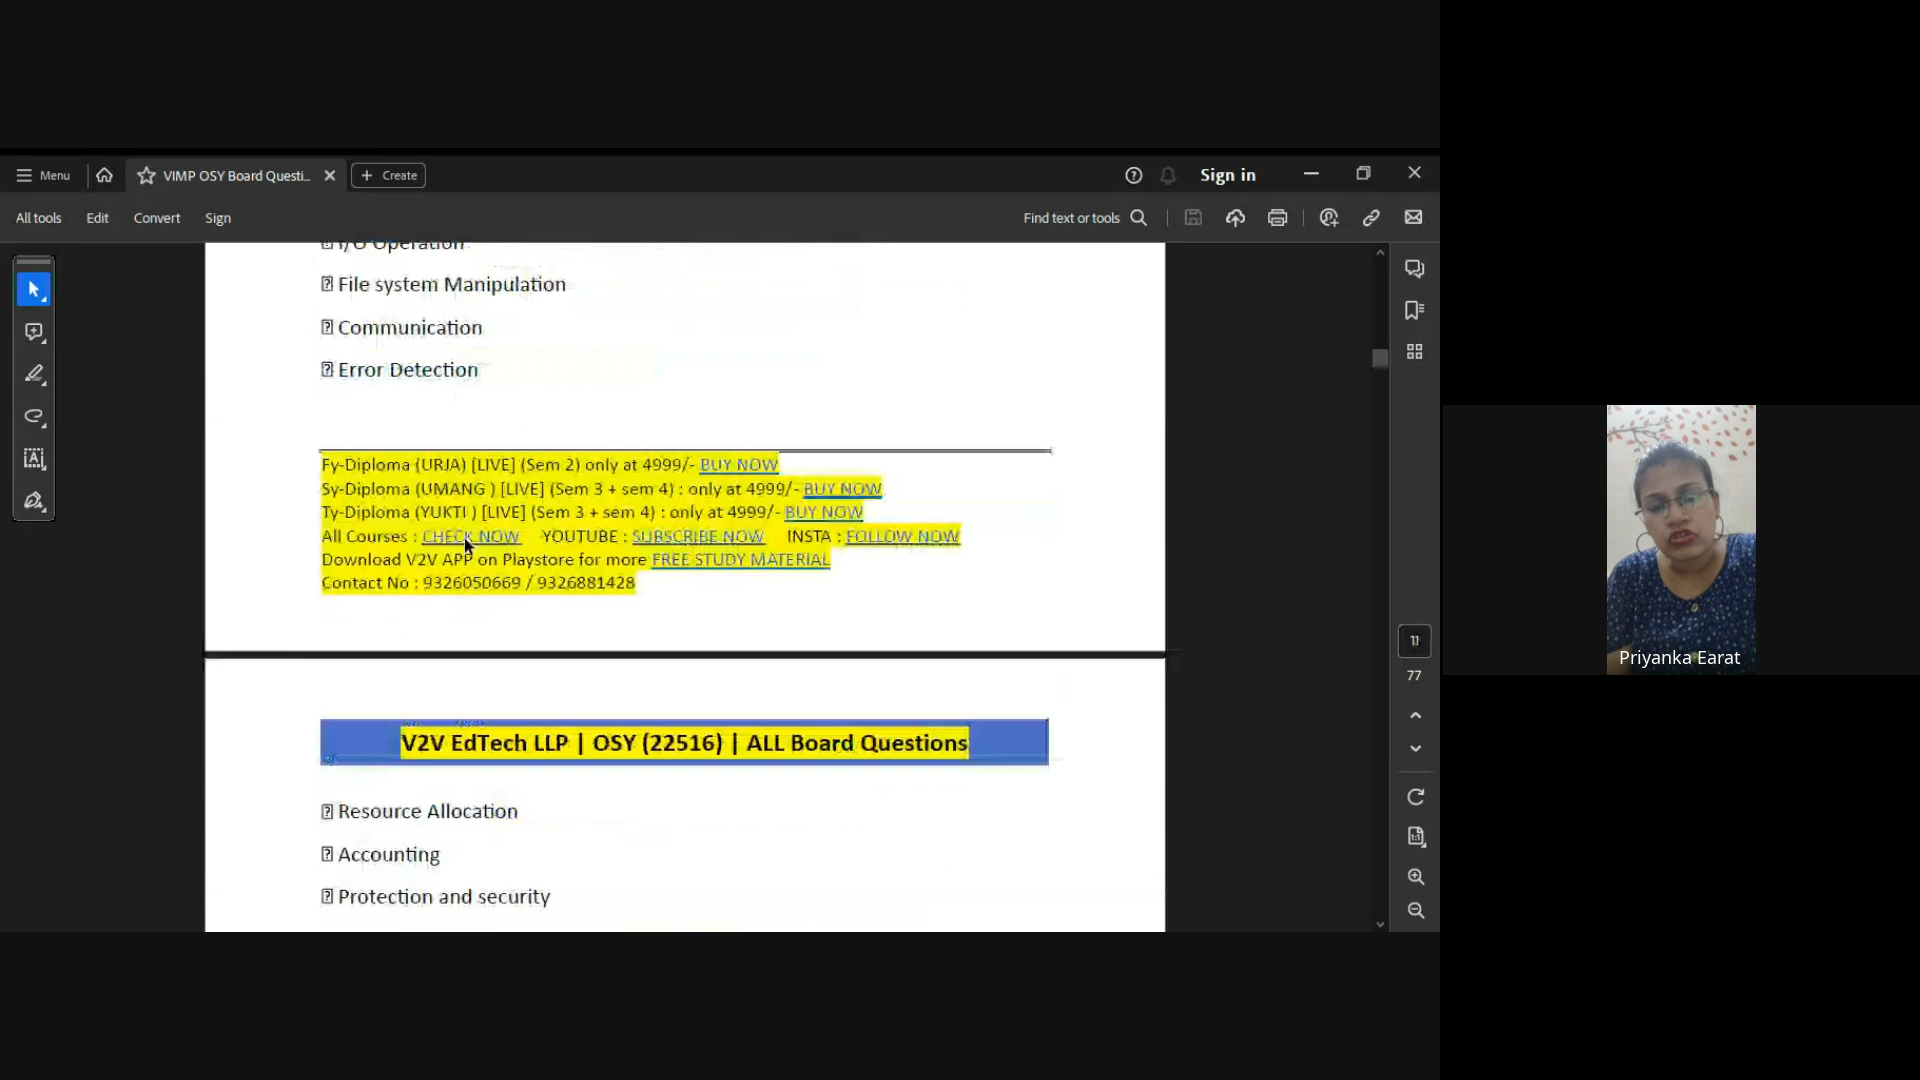 Menu
VIMP OSY Board Questi...
Create
Sign in
All tools
Edit
Convert
Sign
Find text or tools
I/O Operation
File system Manipulation
Communication
Error Detection
Fy-Diploma (URJA) [LIVE] (Sem 2) only at 4999/- BUY NOW
Sy-Diploma (UMANG ) [LIVE] (Sem 3 + sem 4) : only at 4999/- BUY NOW
Ty-Diploma (YUKTI ) [LIVE] (Sem 3 + sem 4) : only at 4999/- BUY NOW
All Courses : CHECK NOW YOUTUBE : SUBSCRIBE NOW INSTA : FOLLOW NOW
Download V2V APP on Playstore for more FREE STUDY MATERIAL
Contact No : 9326050669 / 9326881428
11
77
V2V EdTech LLP | OSY (22516) | ALL Board Questions
Resource Allocation
Accounting
Protection and security
Priyanka Earat